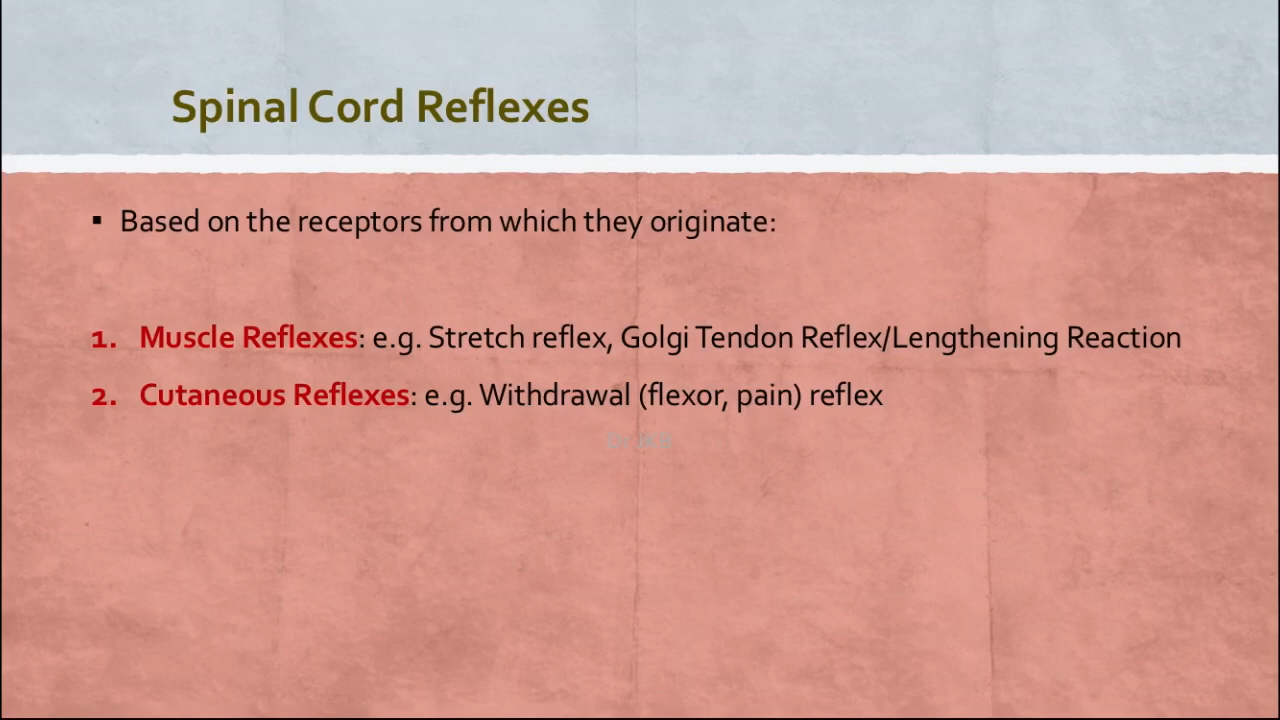 Spinal Cord Reflexes
▪ Based on the receptors from which they originate:
1. Muscle Reflexes: e.g. Stretch reflex, Golgi Tendon Reflex/Lengthening Reaction
2. Cutaneous Reflexes: e.g. Withdrawal (flexor, pain) reflex